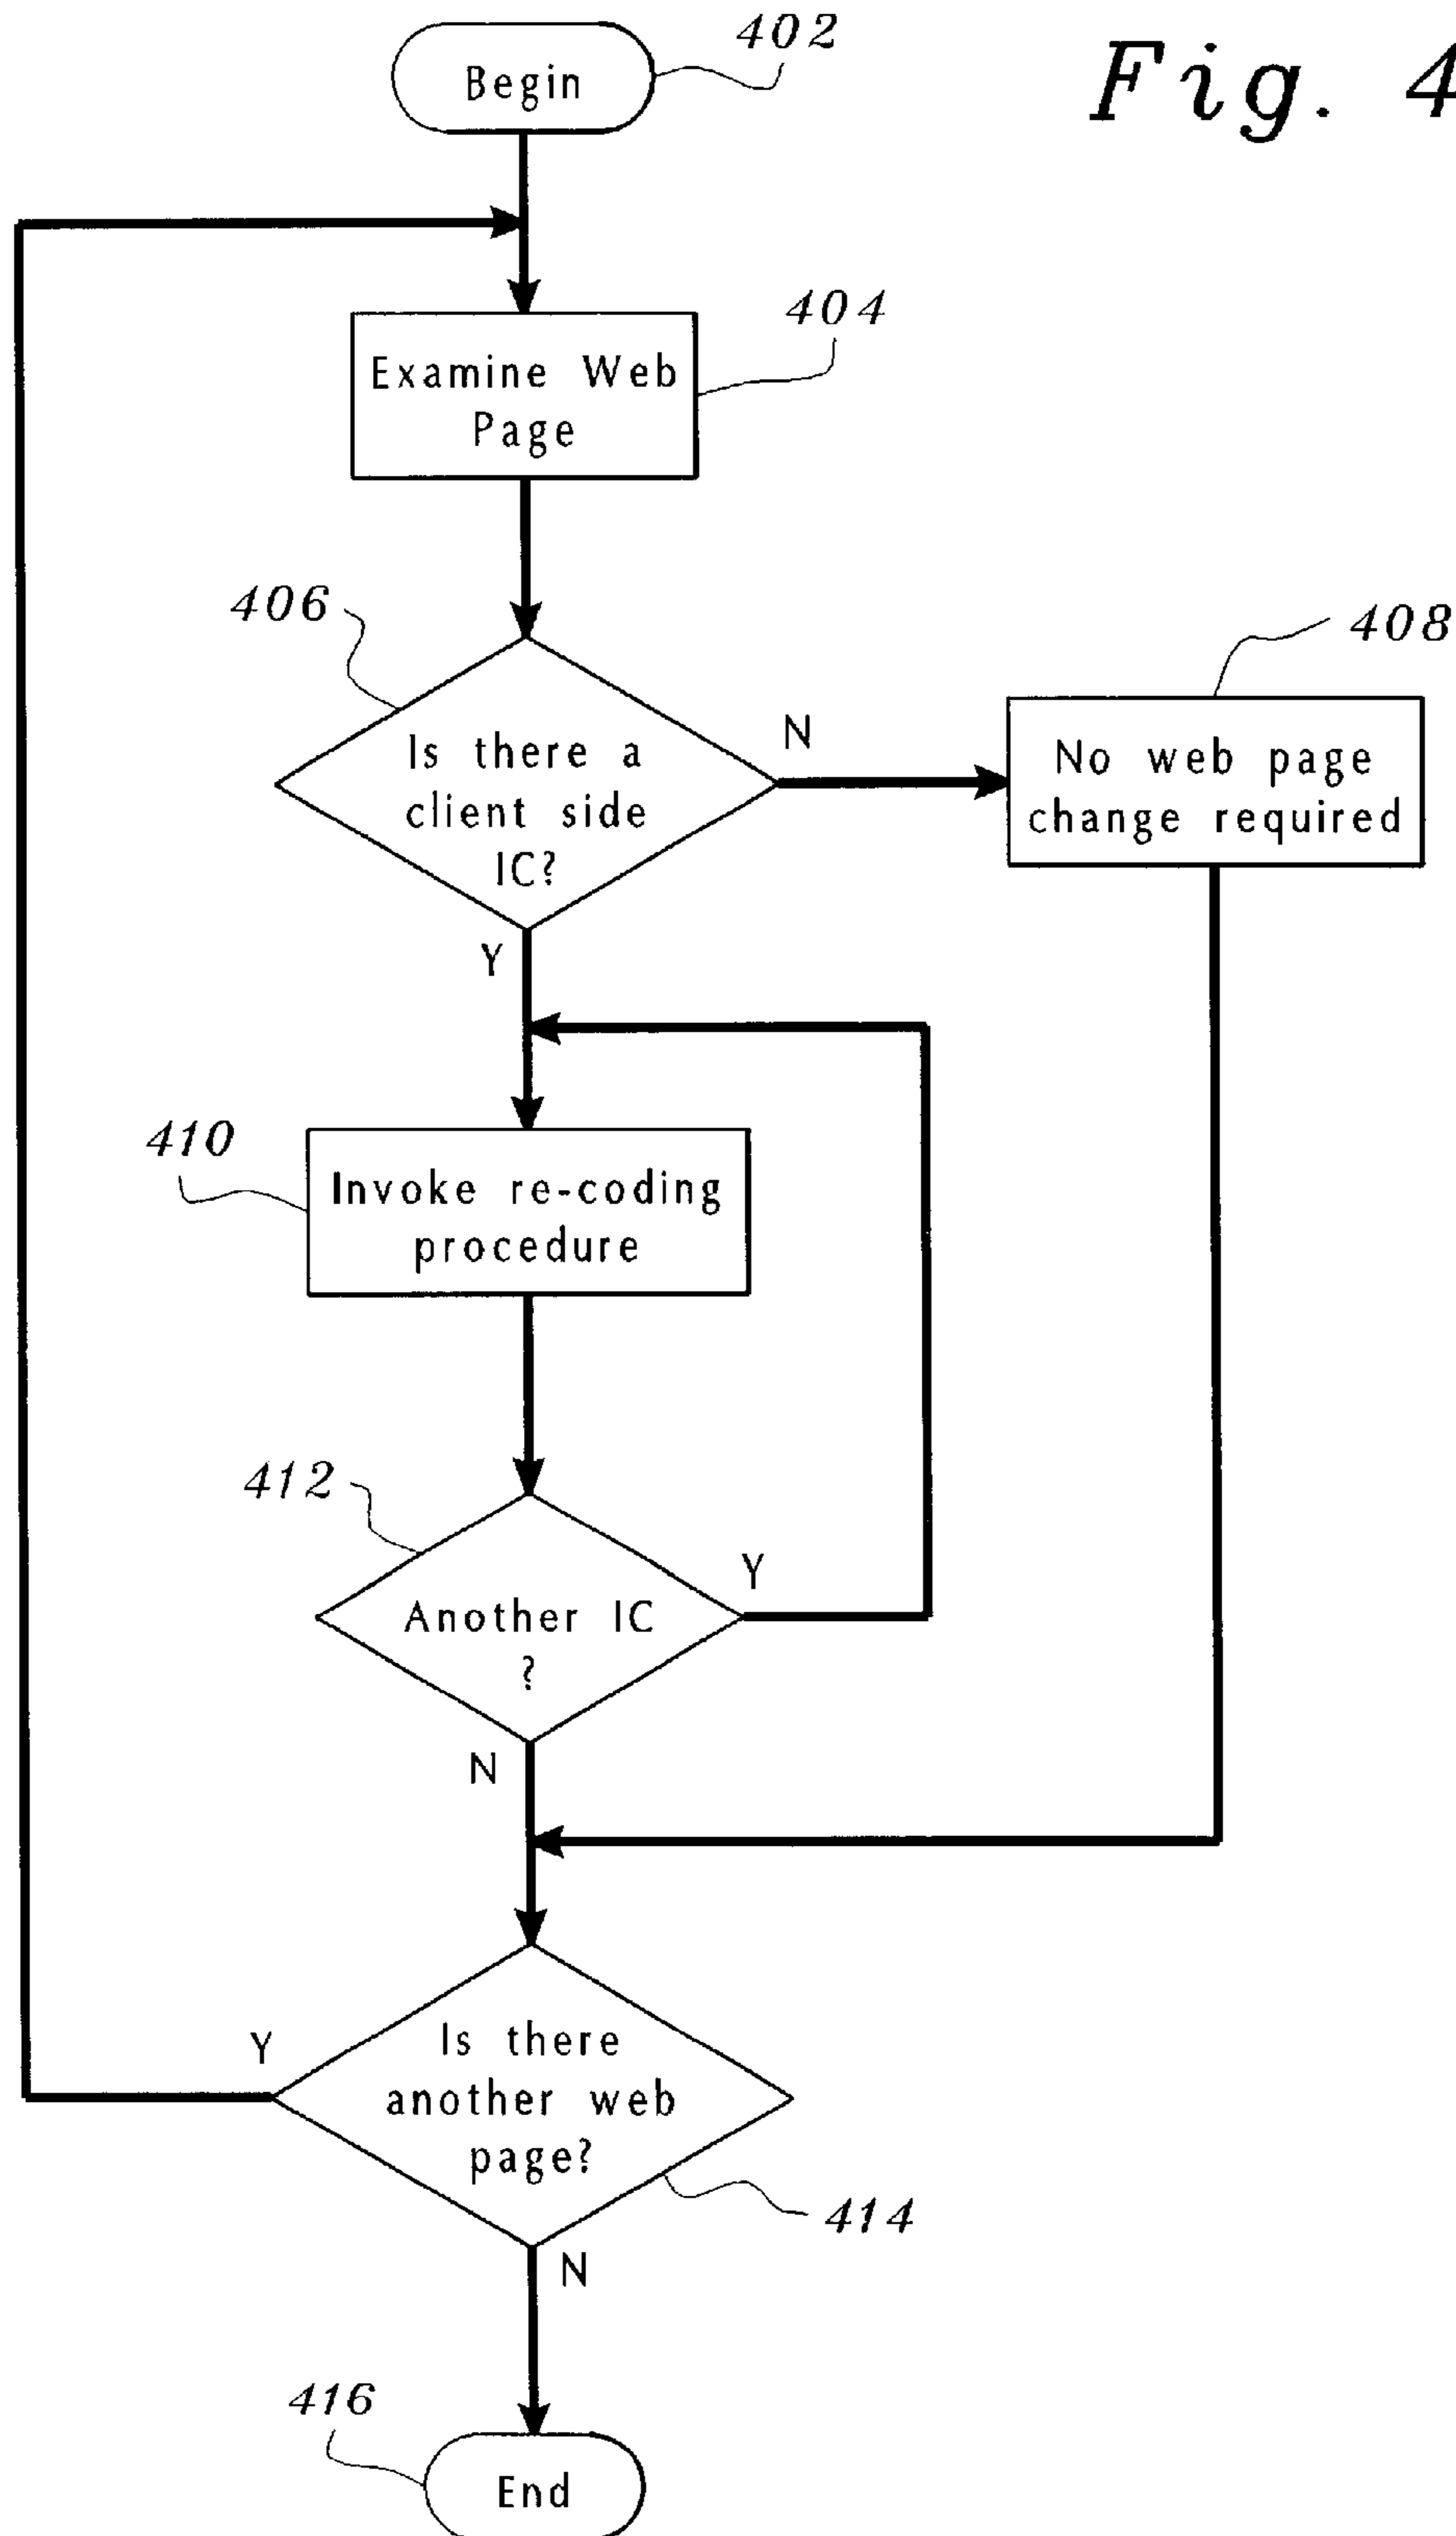 402
Begin
Fig. 4
404
Examine Web
Page
406
408
Is there a
client side
IC?
N
No web page
change required
Y
410
Invoke re-coding
procedure
412
Another IC
?
Y
N
Y
Is there
another web
page?
414
N
416
End